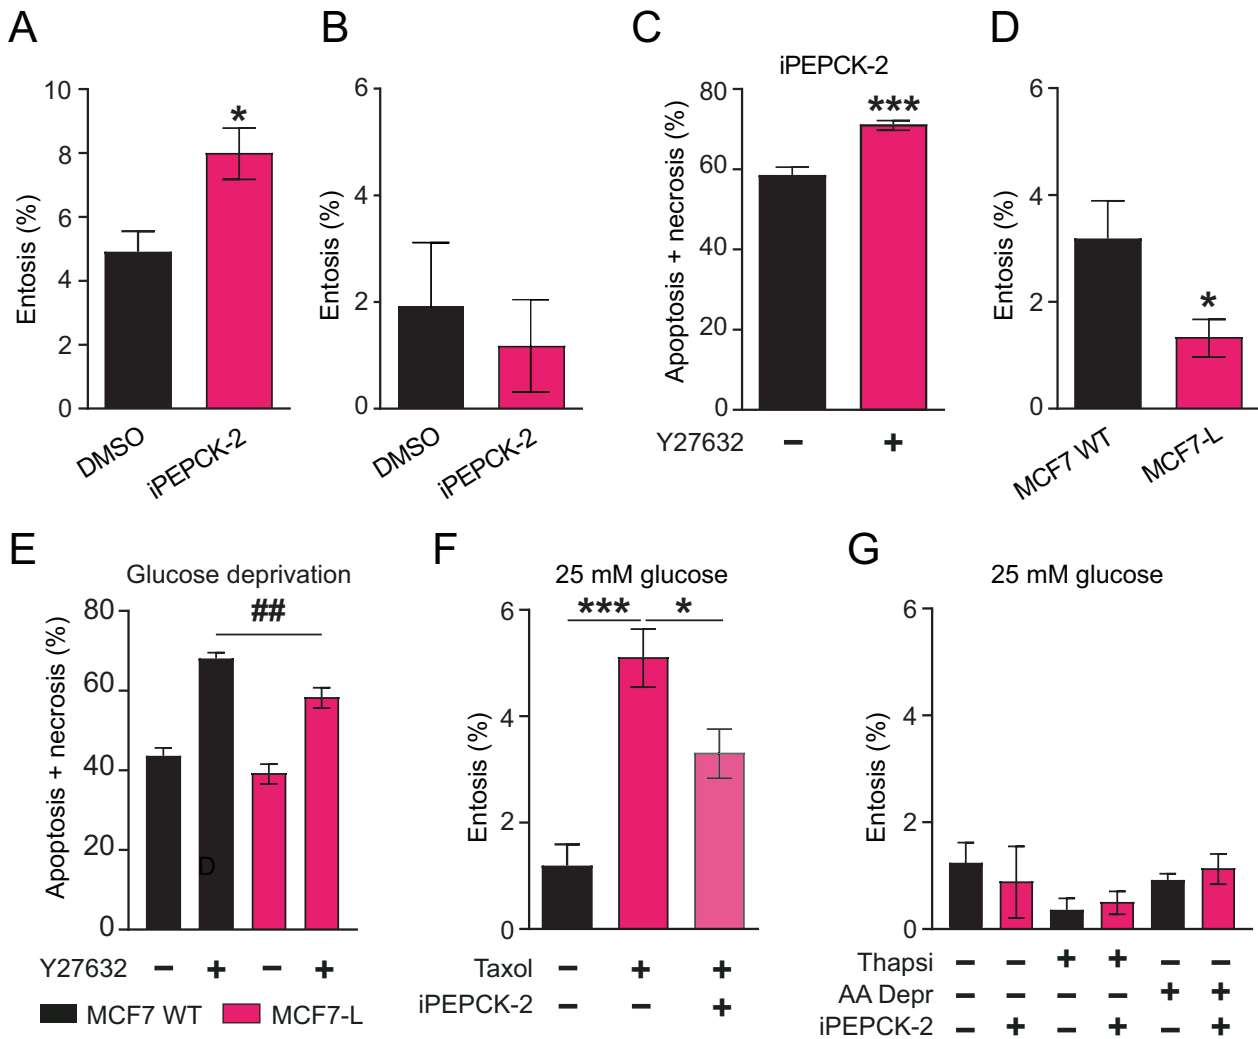 A
B
C
D
iPEPCK-2
10
8
6
4
2
0
Entosis (%)
*
DMSO
iPEPCK-2
6
4
2
0
Entosis (%)
DMSO
iPEPCK-2
80
60
40
20
0
Apoptosis + necrosis (%)
***
Y27632 – +
6
4
2
0
Entosis (%)
*
MCF7 WT
MCF7-L
E
F
G
Glucose deprivation
80
60
40
20
0
Apoptosis + necrosis (%)
##
D
Y27632 – + – +
MCF7 WT
MCF7-L
25 mM glucose
6
4
2
0
Entosis (%)
***
*
Taxol – + +
iPEPCK-2 – – +
25 mM glucose
6
4
2
0
Entosis (%)
Thapsi – – + + – –
AA Depr – – – – + +
iPEPCK-2 – + – + – +